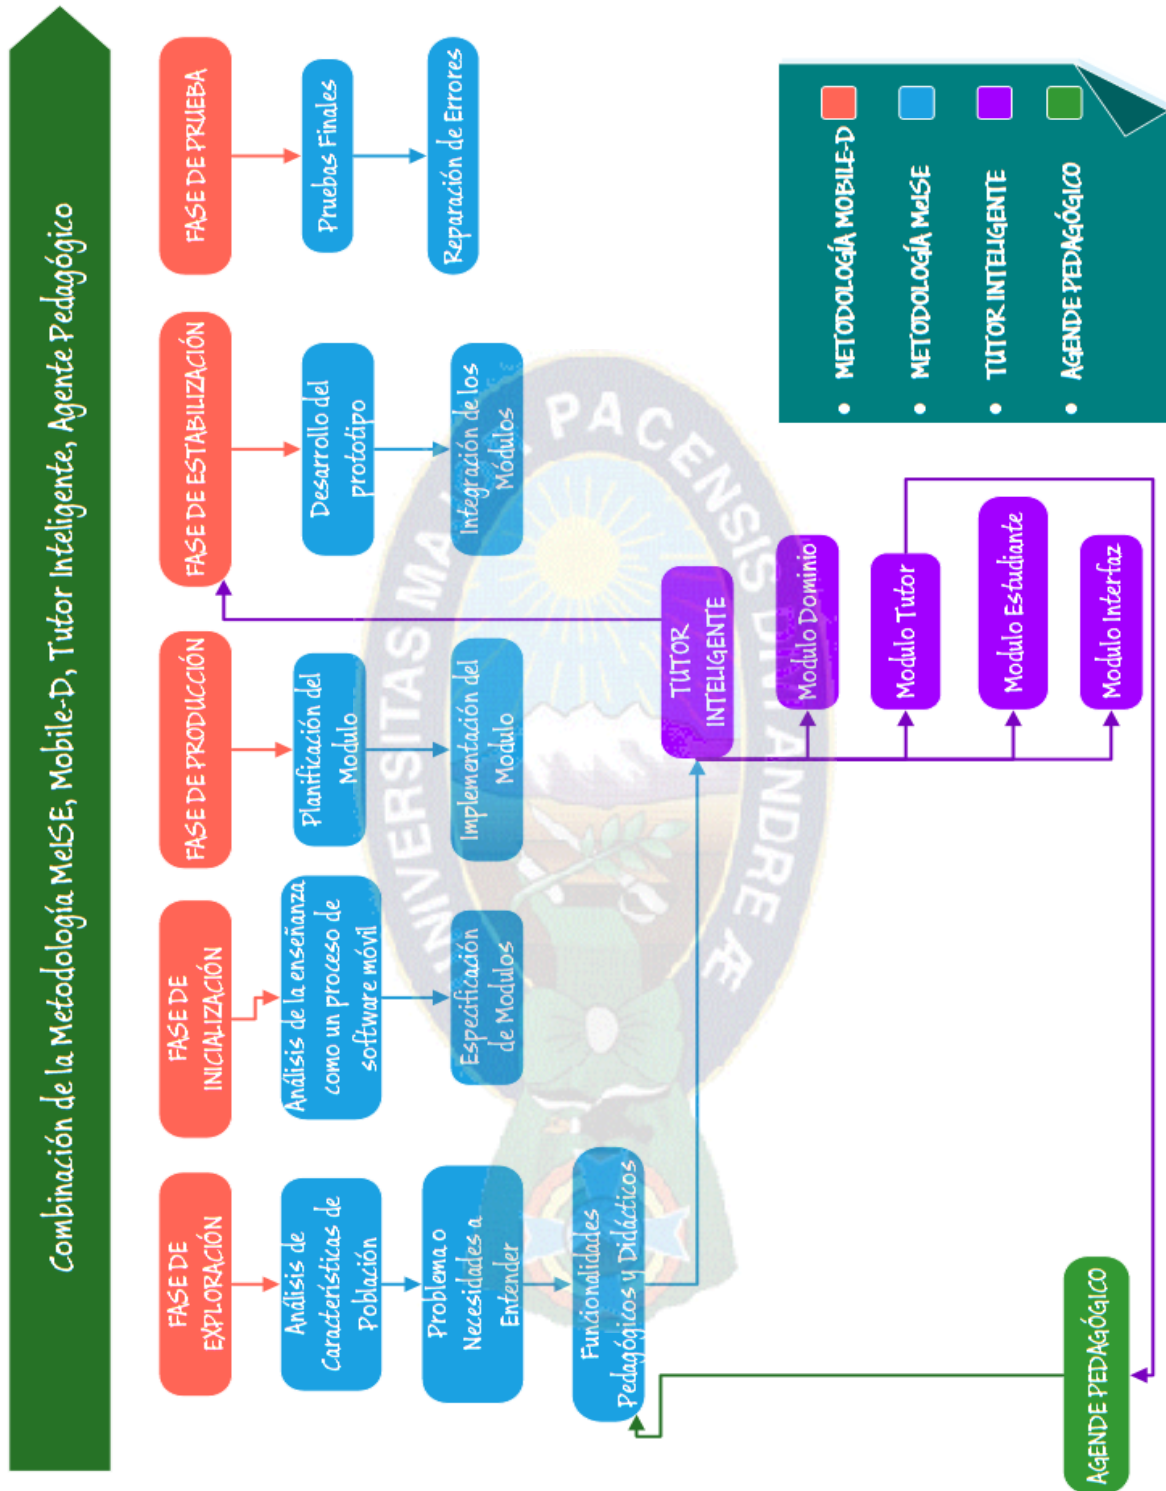 Combinación de la Metodología MeISE, Mobile-D, Tutor Inteligente, Agente Pedagógico
FASE DE
EXPLORACIÓN
FASE DE
INICIALIZACIÓN
FASE DE PRODUCCIÓN
FASE DE ESTABILIZACIÓN
FASE DE PRUEBA
Análisis de
Características de
Población
Análisis de la enseñanza
como un proceso de
software móvil
Planificación del
Modulo
Desarrollo del
prototipo
Pruebas Finales
Problema o
Necesidades a
Entender
Especificación
de Modulos
Implementación del
Modulo
Integración de los
Módulos
Reparación de Errores
Funcionalidades
Pedagógicos y Didácticos
TUTOR
INTELIGENTE
Modulo Dominio
Modulo Tutor
Modulo Estudiante
Modulo Interfaz
AGENDE PEDAGÓGICO
• METODOLOGÍA MOBILE-D
• METODOLOGÍA MeISE
• TUTOR INTELIGENTE
• AGENDE PEDAGÓGICO
UNIVERSITAS MAIOR PACENSIS DIVI ANDRE Æ